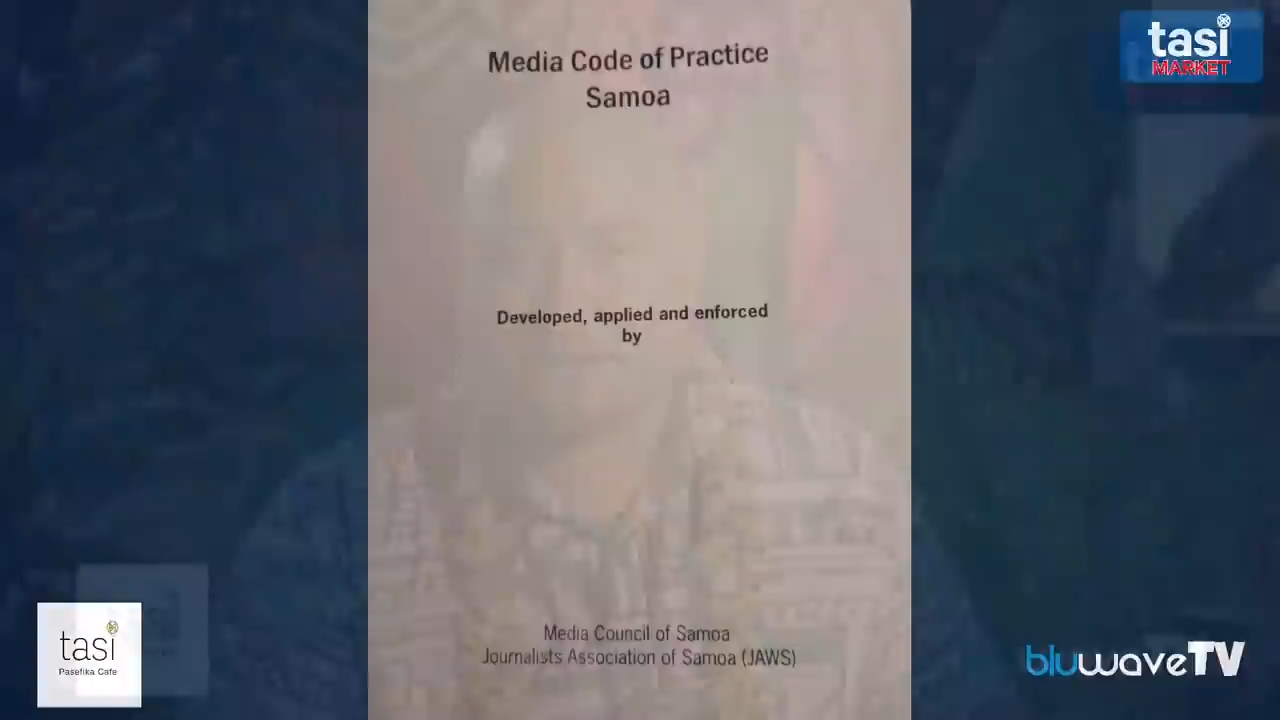 tasi
MARKET
Media Code of Practice
Samoa
Developed, applied and enforced
by
Media Council of Samoa
Journalists Association of Samoa (JAWS)
tasi
Pasefika Cafe
bluwaveTV